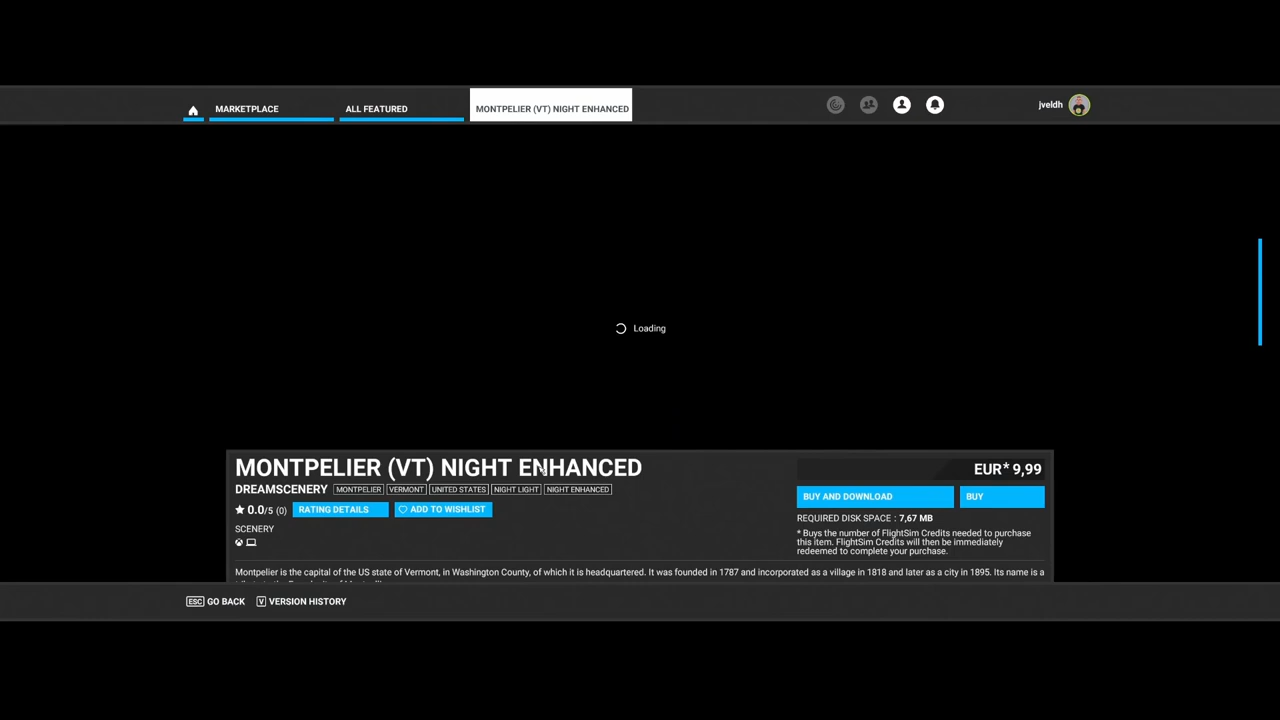 MARKETPLACE
ALL FEATURED
MONTPELIER (VT) NIGHT ENHANCED
jveldh
Loading
MONTPELIER (VT) NIGHT ENHANCED
EUR* 9,99
DREAMSCENERY MONTPELIER VERMONT UNITED STATES NIGHT LIGHT NIGHT ENHANCED
BUY AND DOWNLOAD
BUY
0.0/5 (0) RATING DETAILS ADD TO WISHLIST
REQUIRED DISK SPACE : 7,67 MB
SCENERY
* Buys the number of FlightSim Credits needed to purchase
this item. FlightSim Credits will then be immediately
redeemed to complete your purchase.
Montpelier is the capital of the US state of Vermont, in Washington County, of which it is headquartered. It was founded in 1787 and incorporated as a village in 1818 and later as a city in 1895. Its name is a
ESC GO BACK V VERSION HISTORY